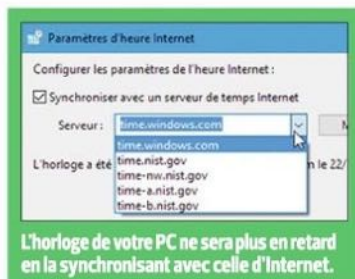 Paramètres d'heure Internet
Configurer les paramètres de l'heure Internet :
Synchroniser avec un serveur de temps Internet
Serveur : time.windows.com
time.windows.com
L'horloge a été
time.nist.gov
time-nw.nist.gov
time-a.nist.gov
time-b.nist.gov
le 22/
L'horloge de votre PC ne sera plus en retard
en la synchronisant avec celle d'Internet.